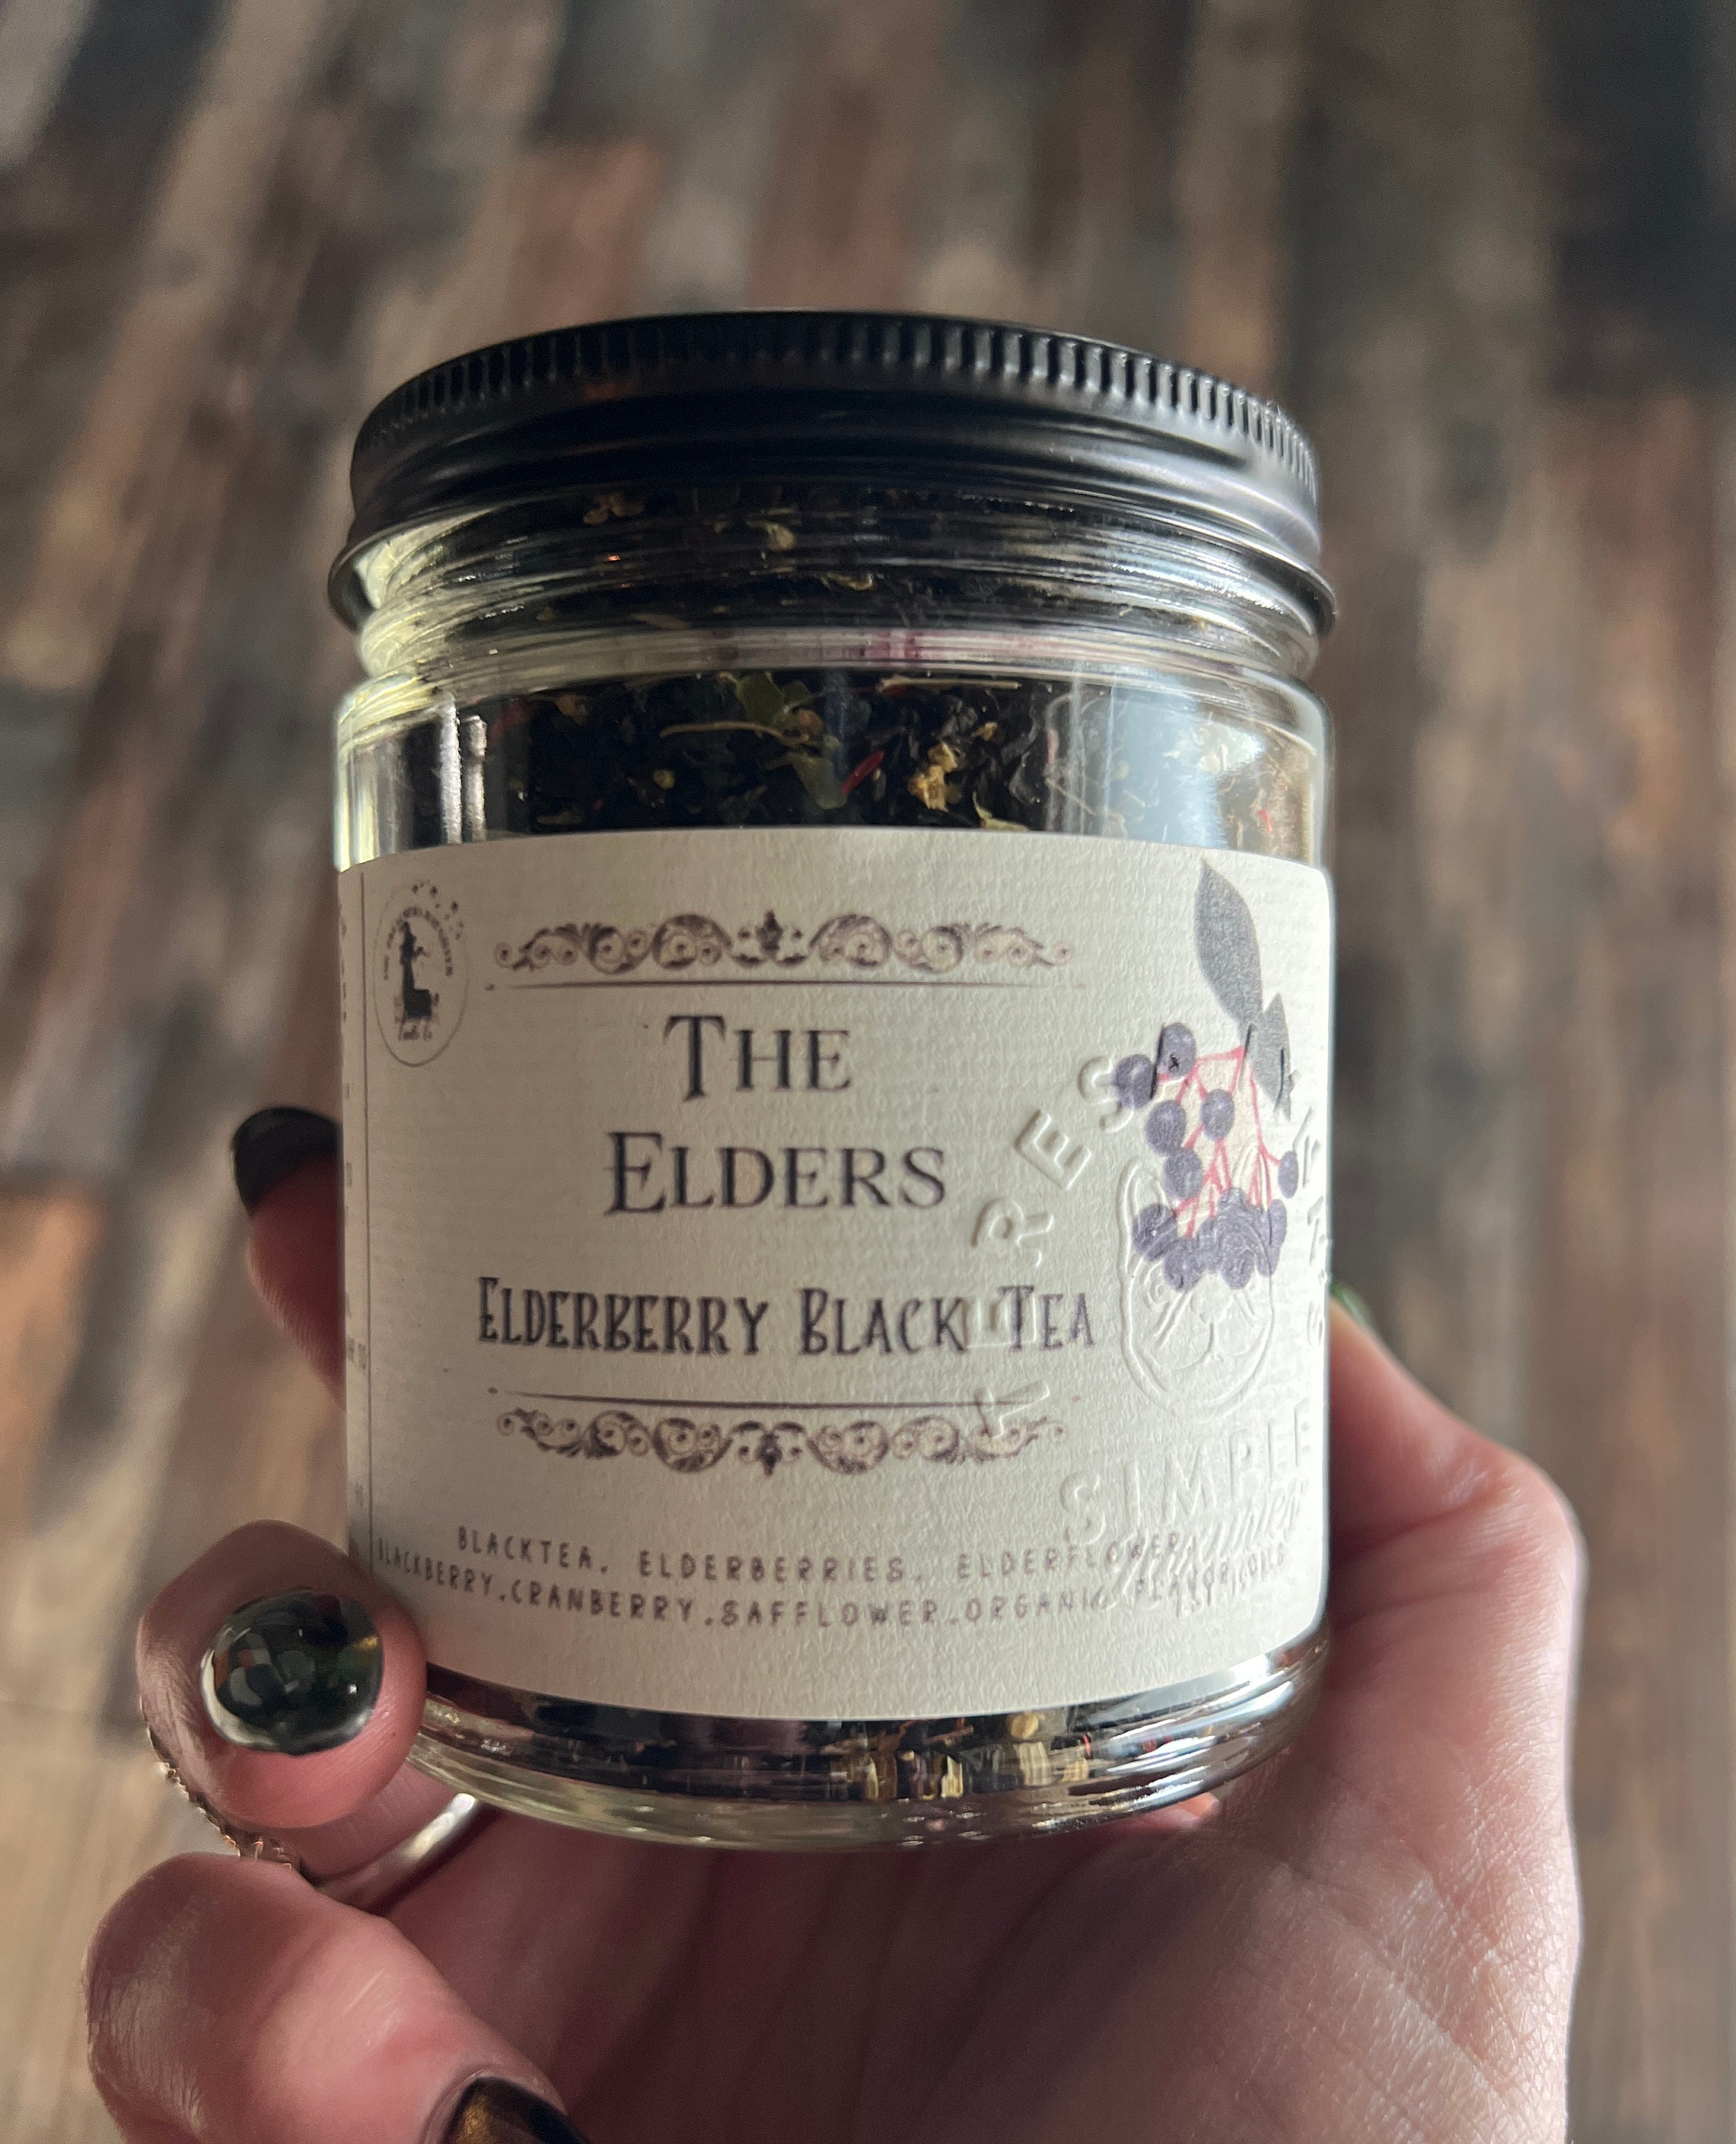 THE
ELDERS
ELDERBERRY BLACK TEA
BLACKTEA. ELDERBERRIES. ELDERFLOWER.
BLACKBERRY.CRANBERRY.SAFFLOWER.ORGANIC FLAVOR OILS
SIMPLE